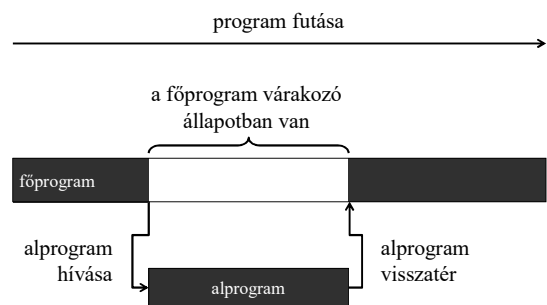 program futása
a főprogram várakozó
állapotban van
főprogram
alprogram
hívása
alprogram
alprogram
visszatér